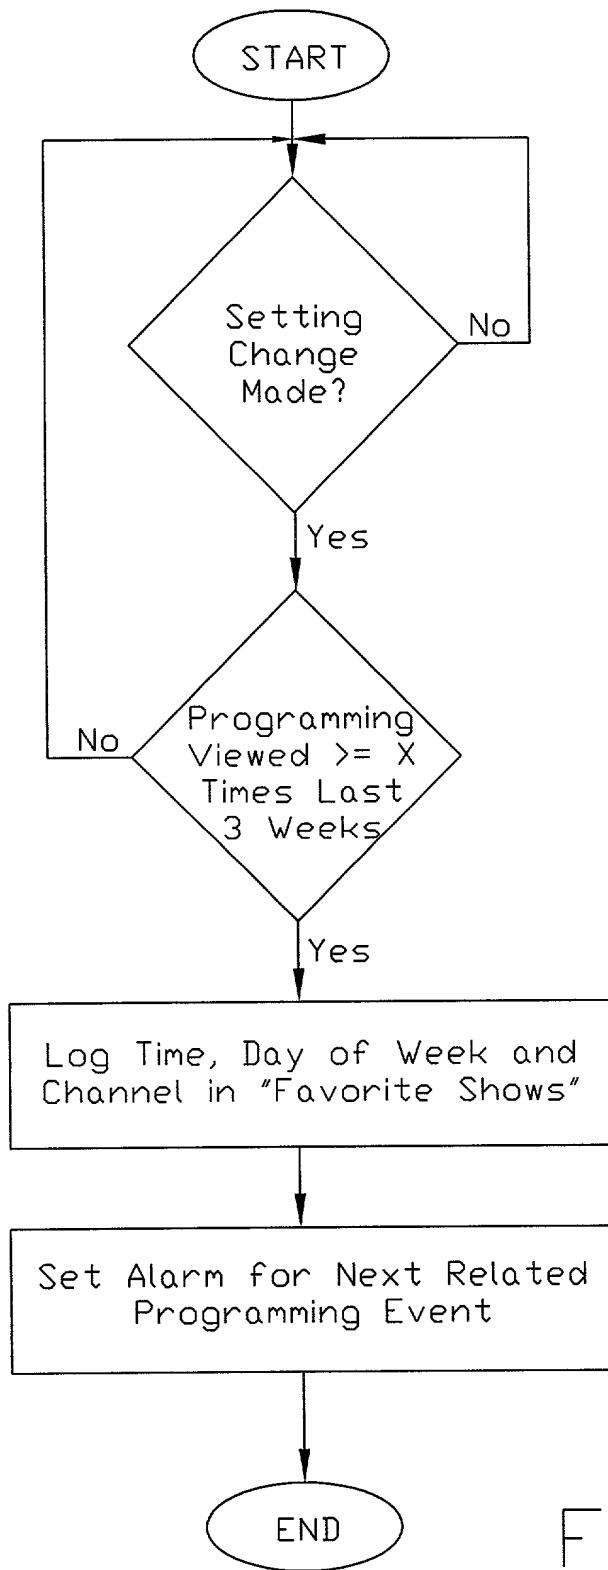 START
Setting
Change
Made?
No
Yes
Programming
Viewed >= X
Times Last
3 Weeks
No
Yes
Log Time, Day of Week and
Channel in "Favorite Shows"
Set Alarm for Next Related
Programming Event
END
F